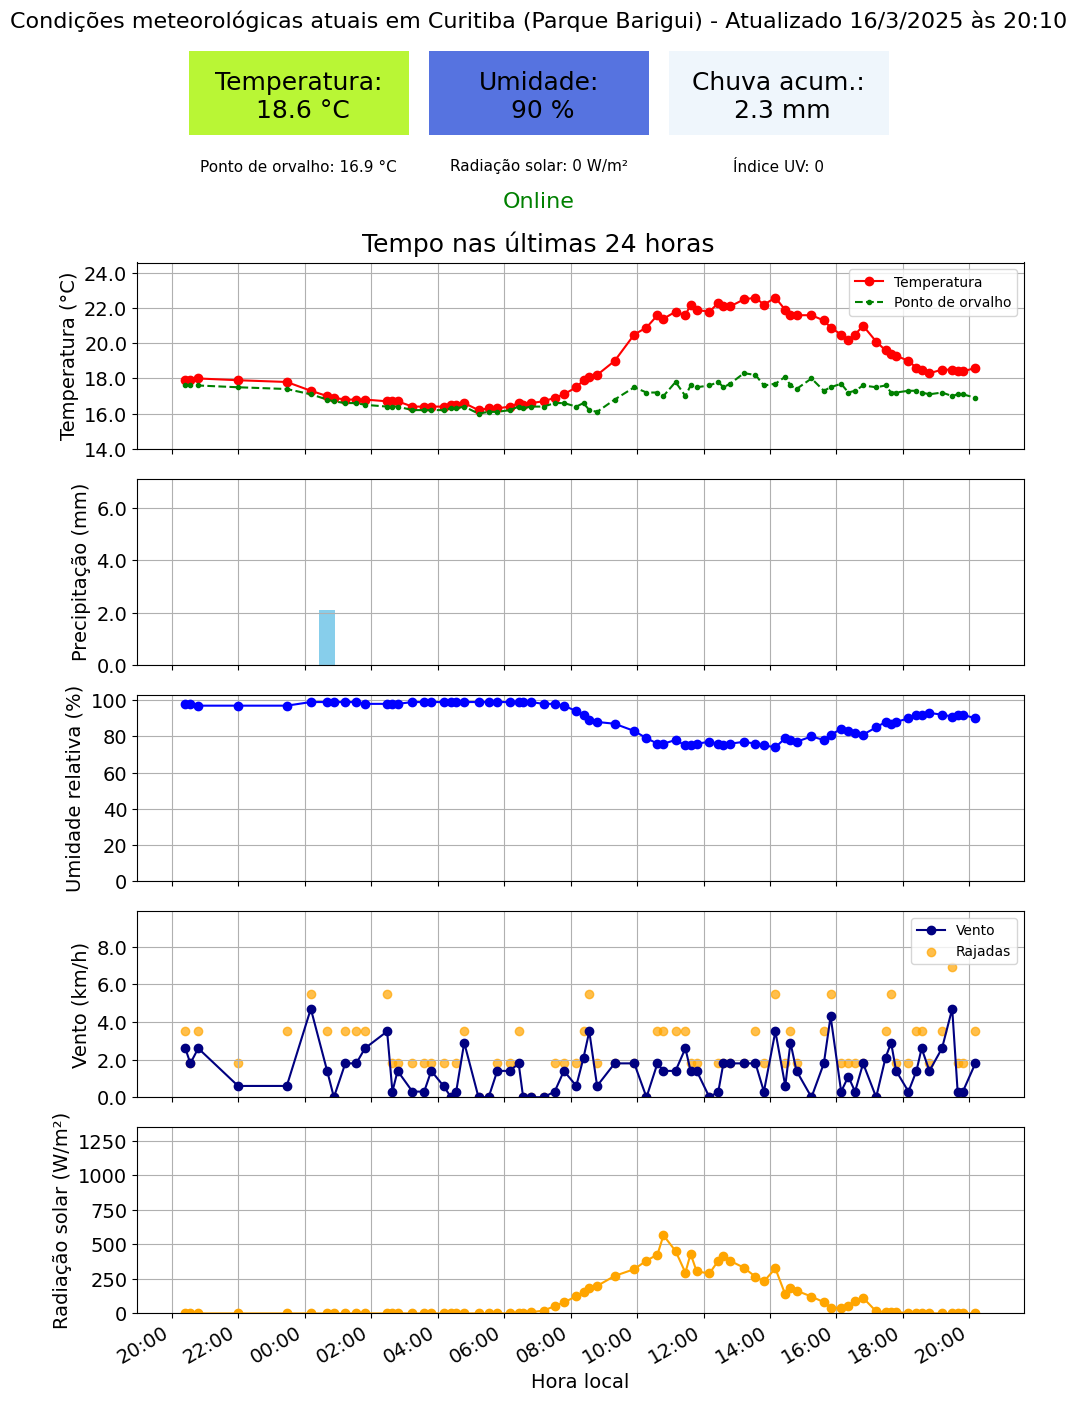 Condições meteorológicas atuais em Curitiba (Parque Barigui) - Atualizado 16/3/2025 às 20:10
Temperatura:
18.6 °C
Umidade:
90 %
Chuva acum.:
2.3 mm
Ponto de orvalho: 16.9 °C
Radiação solar: 0 W/m²
Índice UV: 0
Online
Tempo nas últimas 24 horas
Temperatura (°C)
24.0
22.0
20.0
18.0
16.0
14.0
Temperatura
Ponto de orvalho
Precipitação (mm)
6.0
4.0
2.0
0.0
Umidade relativa (%)
100
80
60
40
20
0
Vento (km/h)
8.0
6.0
4.0
2.0
0.0
Vento
Rajadas
Radiação solar (W/m²)
1250
1000
750
500
250
0
20:00
22:00
00:00
02:00
04:00
06:00
08:00
10:00
12:00
14:00
16:00
18:00
20:00
Hora local